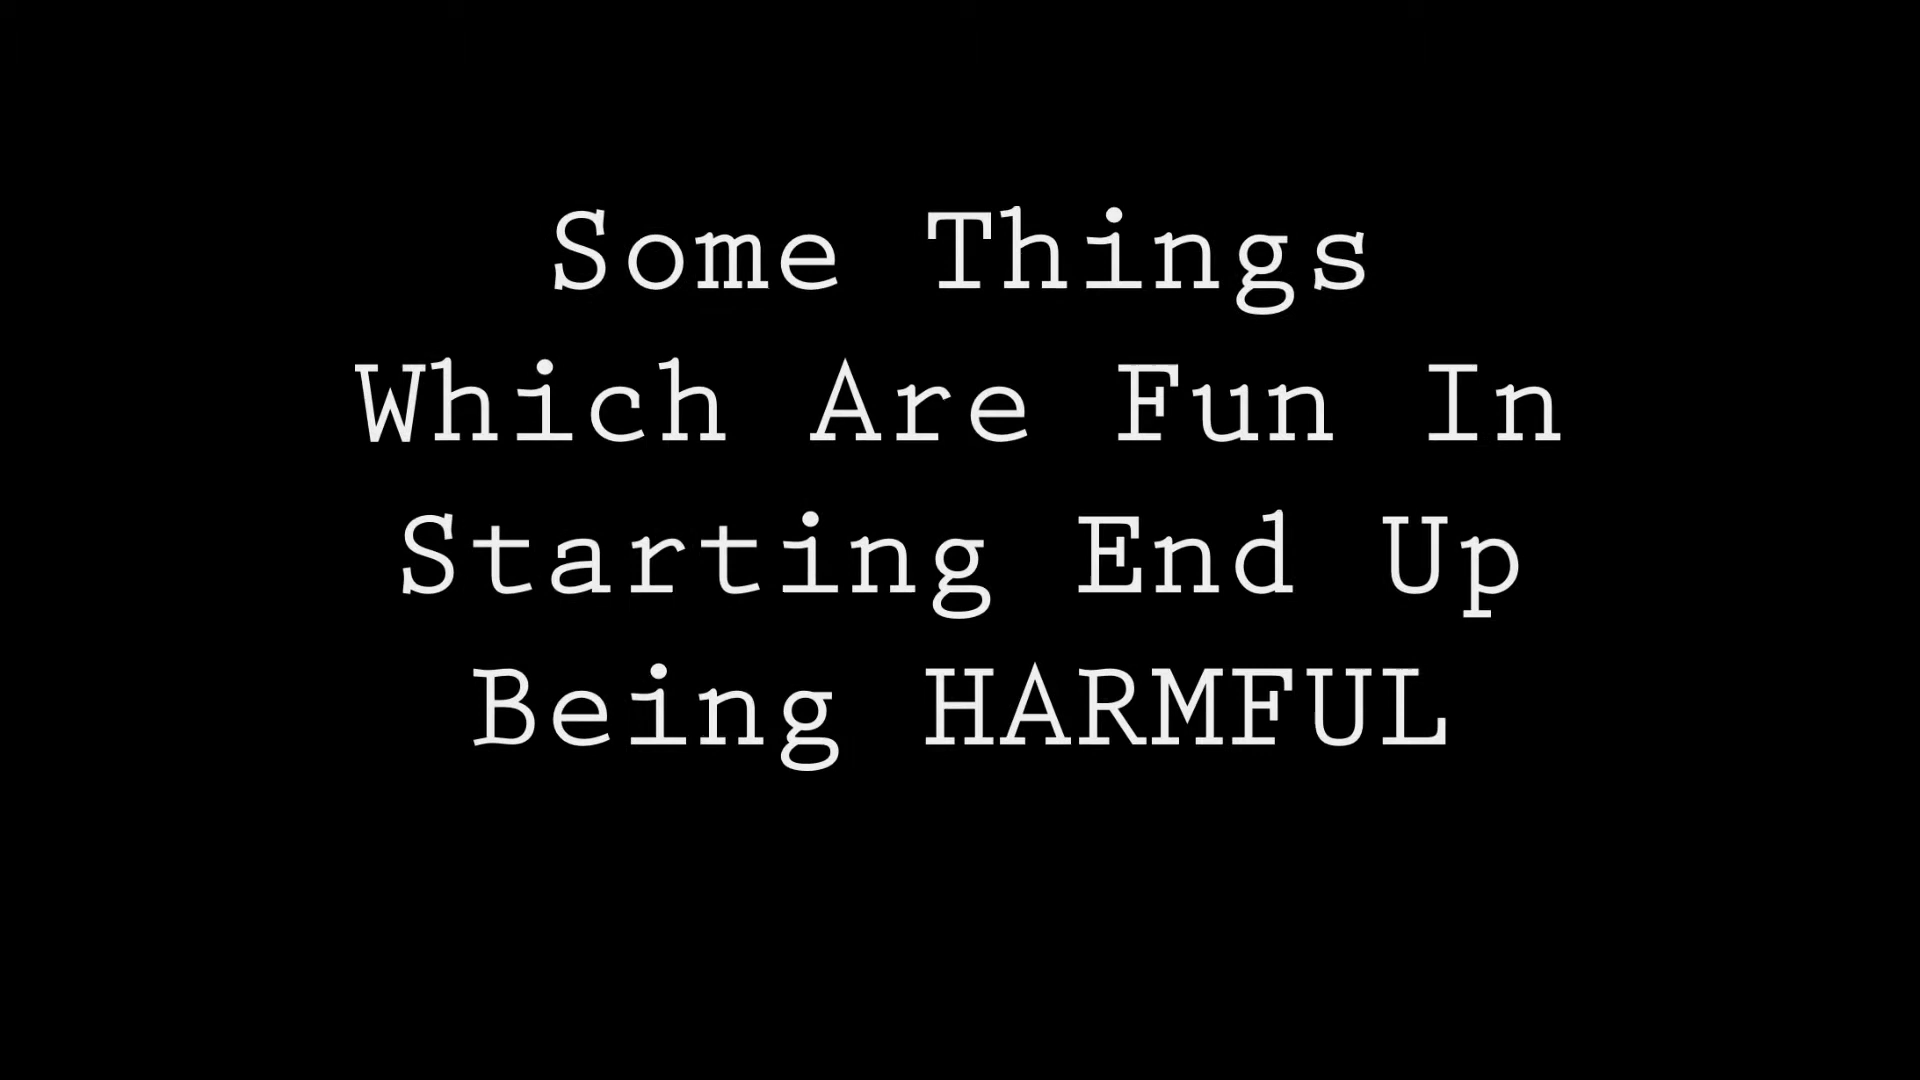 Some Things
Which Are Fun In
Starting End Up
Being HARMFUL